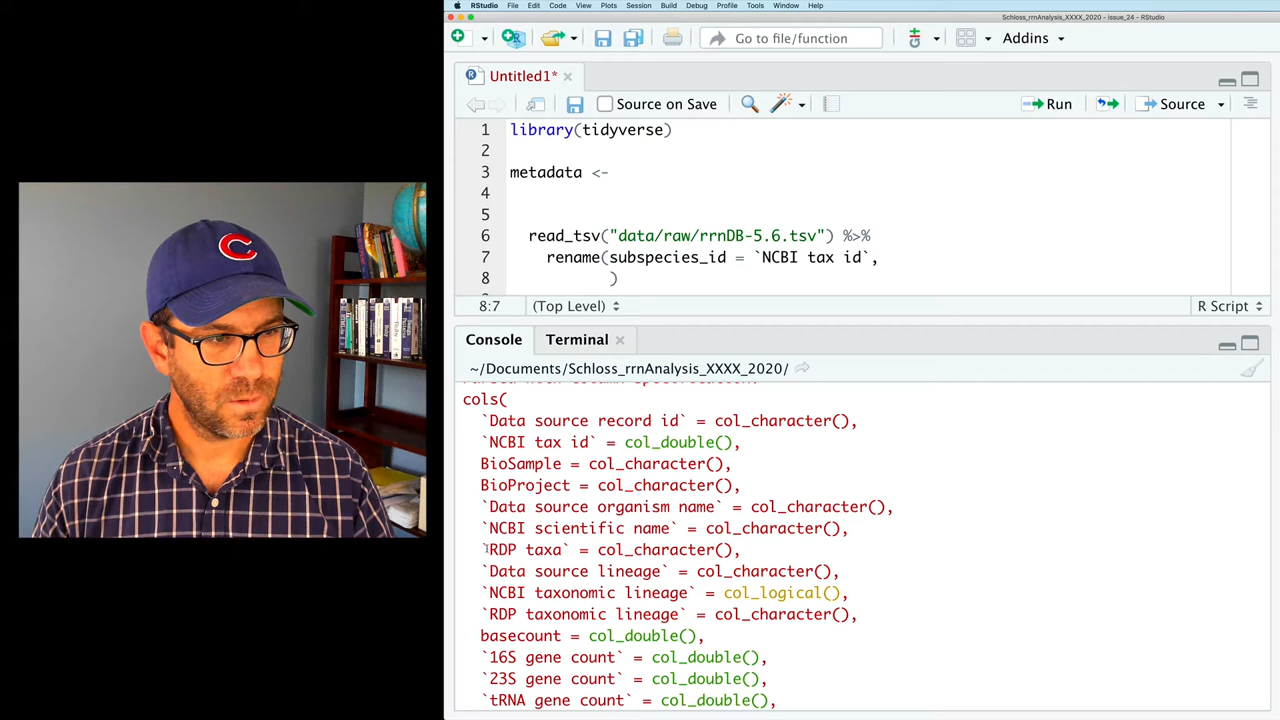 RStudio File Edit Code View Plots Session Build Debug Profile Tools Window Help
Schloss_rrnAnalysis_XXXX_2020 - issue_24 - RStudio
Go to file/function Addins
Untitled1*
Source on Save Run Source
1 library(tidyverse)
2
3 metadata <-
4
5
6 read_tsv("data/raw/rrnDB-5.6.tsv") %>%
7 rename(subspecies_id = `NCBI tax id`,
8 )
8:7 (Top Level) R Script
Console Terminal
~/Documents/Schloss_rrnAnalysis_XXXX_2020/
cols(
`Data source record id` = col_character(),
`NCBI tax id` = col_double(),
BioSample = col_character(),
BioProject = col_character(),
`Data source organism name` = col_character(),
`NCBI scientific name` = col_character(),
`RDP taxa` = col_character(),
`Data source lineage` = col_character(),
`NCBI taxonomic lineage` = col_logical(),
`RDP taxonomic lineage` = col_character(),
basecount = col_double(),
`16S gene count` = col_double(),
`23S gene count` = col_double(),
`tRNA gene count` = col_double(),
C